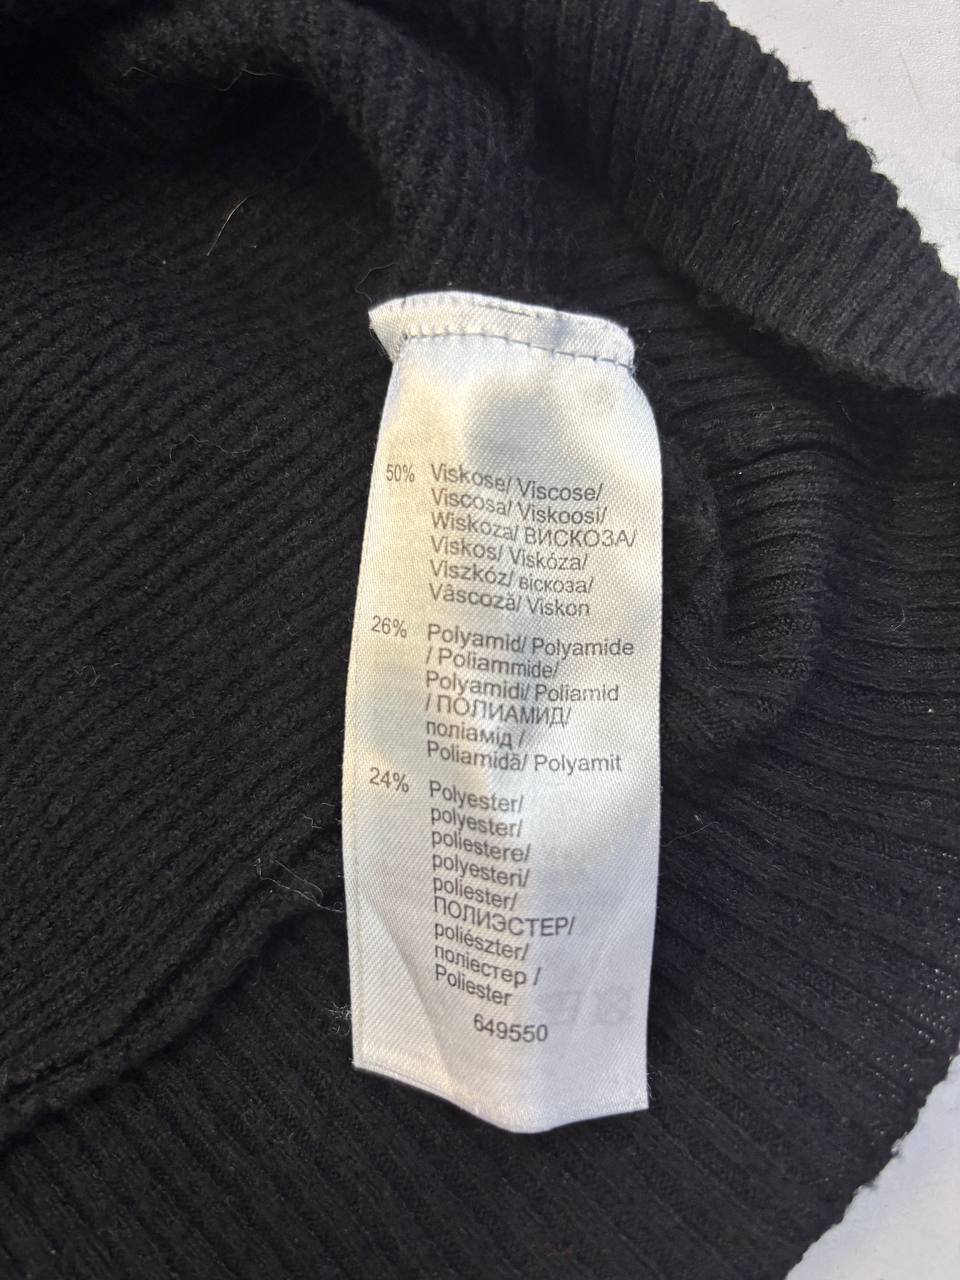 50% Viskose/ Viscose/
Viscosa/ Viskoosi/
Wiskoza/ ВИСКОЗА/
Viskos/ Viskóza/
Viszkóz/ віскоза/
Vâscoză/ Viskon
26% Polyamid/ Polyamide
/ Poliammide/
Polyamidi/ Poliamid
/ ПОЛИАМИД/
поліамід /
Poliamidă/ Polyamit
24% Polyester/
polyester/
poliestere/
polyesteri/
poliester/
ПОЛИЭСТЕР/
poliészter/
поліестер /
Poliester
649550